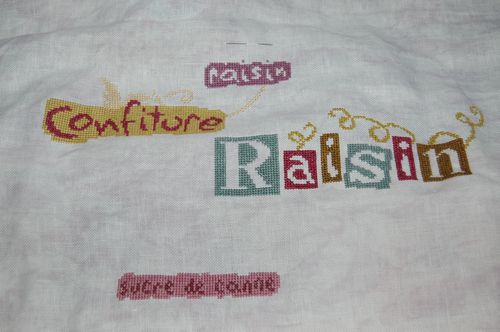 raisin
Confiture
Raisin
sucre de canne